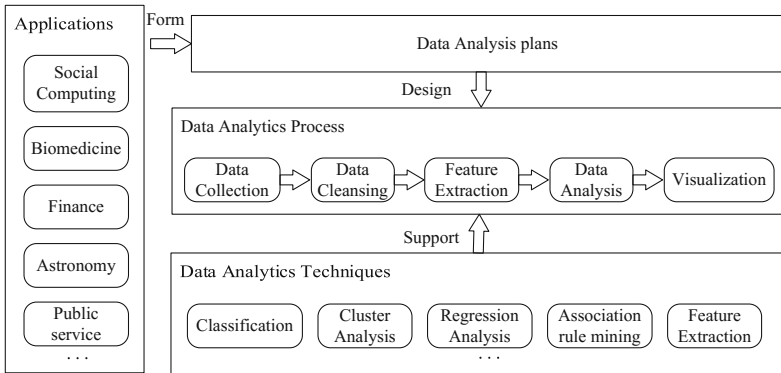 Applications
Social
Computing
Biomedicine
Finance
Astronomy
Public
service
. . .
Form
Data Analysis plans
Design
Data Analytics Process
Data
Collection
Data
Cleansing
Feature
Extraction
Data
Analysis
Visualization
Support
Data Analytics Techniques
Classification
Cluster
Analysis
Regression
Analysis
Association
rule mining
Feature
Extraction
. . .